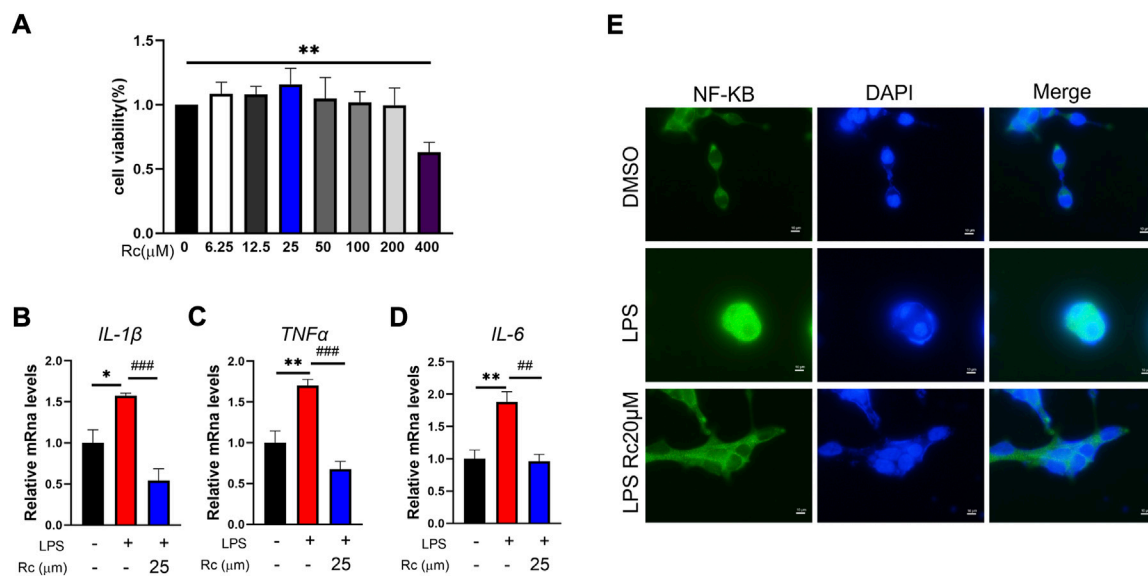 A
**
1.5
1.0
0.5
0.0
cell viability(%)
Rc(μM) 0 6.25 12.5 25 50 100 200 400
B
IL-1β
* ###
2.0
1.5
1.0
0.5
0.0
Relative mRna levels
LPS - + +
Rc (μm) - - 25
C
TNFα
** ###
2.0
1.5
1.0
0.5
0.0
Relative mRna levels
- + +
- - 25
D
IL-6
** ##
2.5
2.0
1.5
1.0
0.5
0.0
Relative mRna levels
LPS - + +
Rc (μm) - - 25
E
NF-KB DAPI Merge
DMSO
LPS
LPS Rc20μM